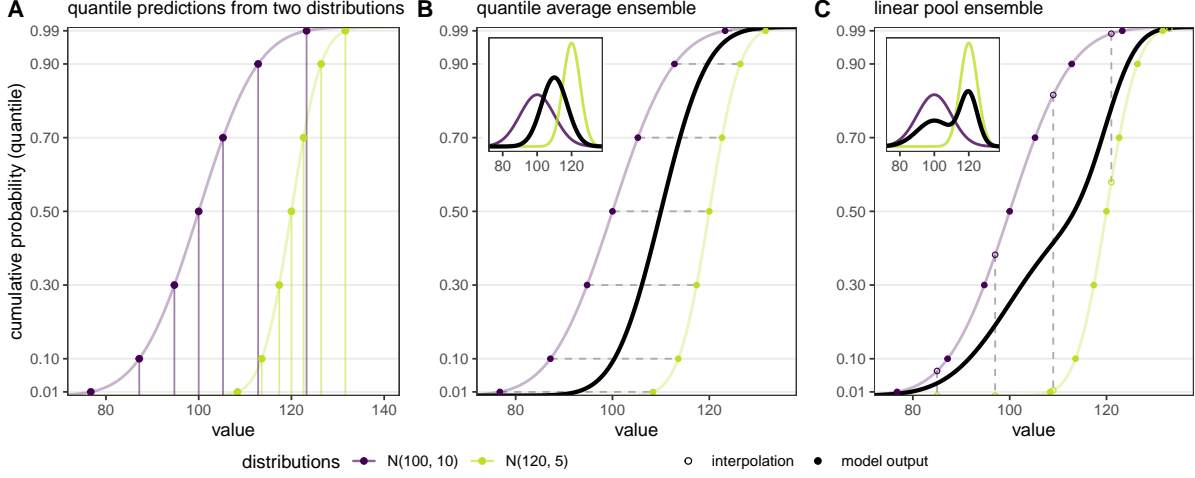 A quantile predictions from two distributions
cumulative probability (quantile)
0.99
0.90
0.70
0.50
0.30
0.10
0.01
80 100 120 140
value
B quantile average ensemble
0.99
0.90
0.70
0.50
0.30
0.10
0.01
80 100 120
80 100 120
value
C linear pool ensemble
0.99
0.90
0.70
0.50
0.30
0.10
0.01
80 100 120
80 100 120
value
distributions N(100, 10) N(120, 5) interpolation model output